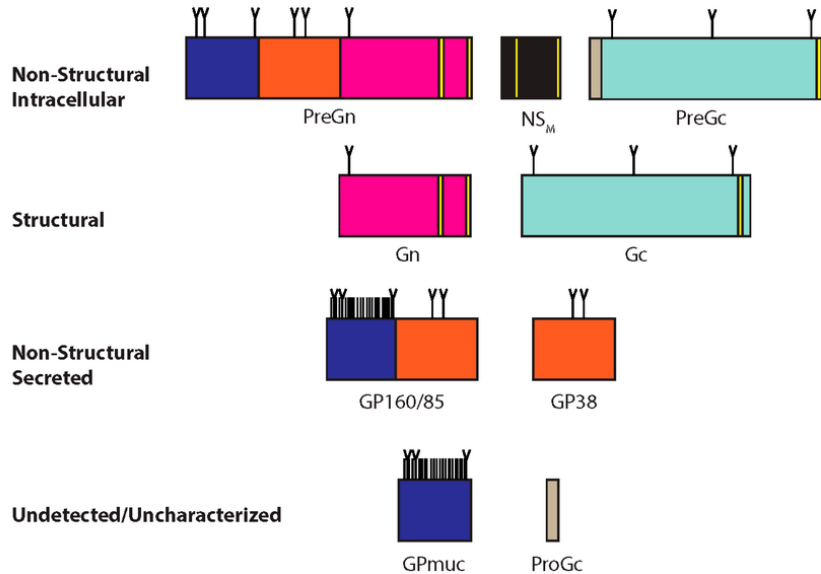 Non-Structural
Intracellular
PreGn
NSM
PreGc
Structural
Gn
Gc
Non-Structural
Secreted
GP160/85
GP38
Undetected/Uncharacterized
GPmuc
ProGc